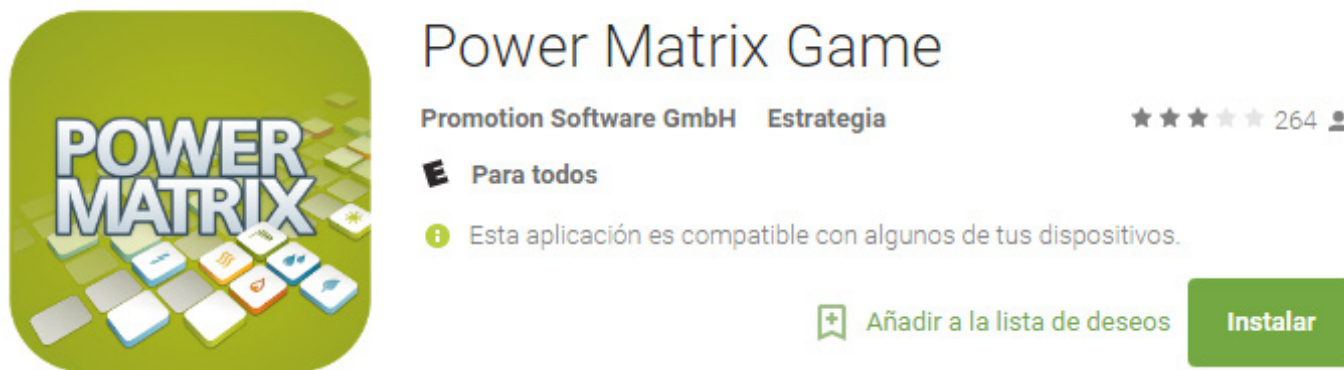 POWER
MATRIX
Power Matrix Game
Promotion Software GmbH Estrategia 264
E Para todos
Esta aplicación es compatible con algunos de tus dispositivos.
Añadir a la lista de deseos Instalar